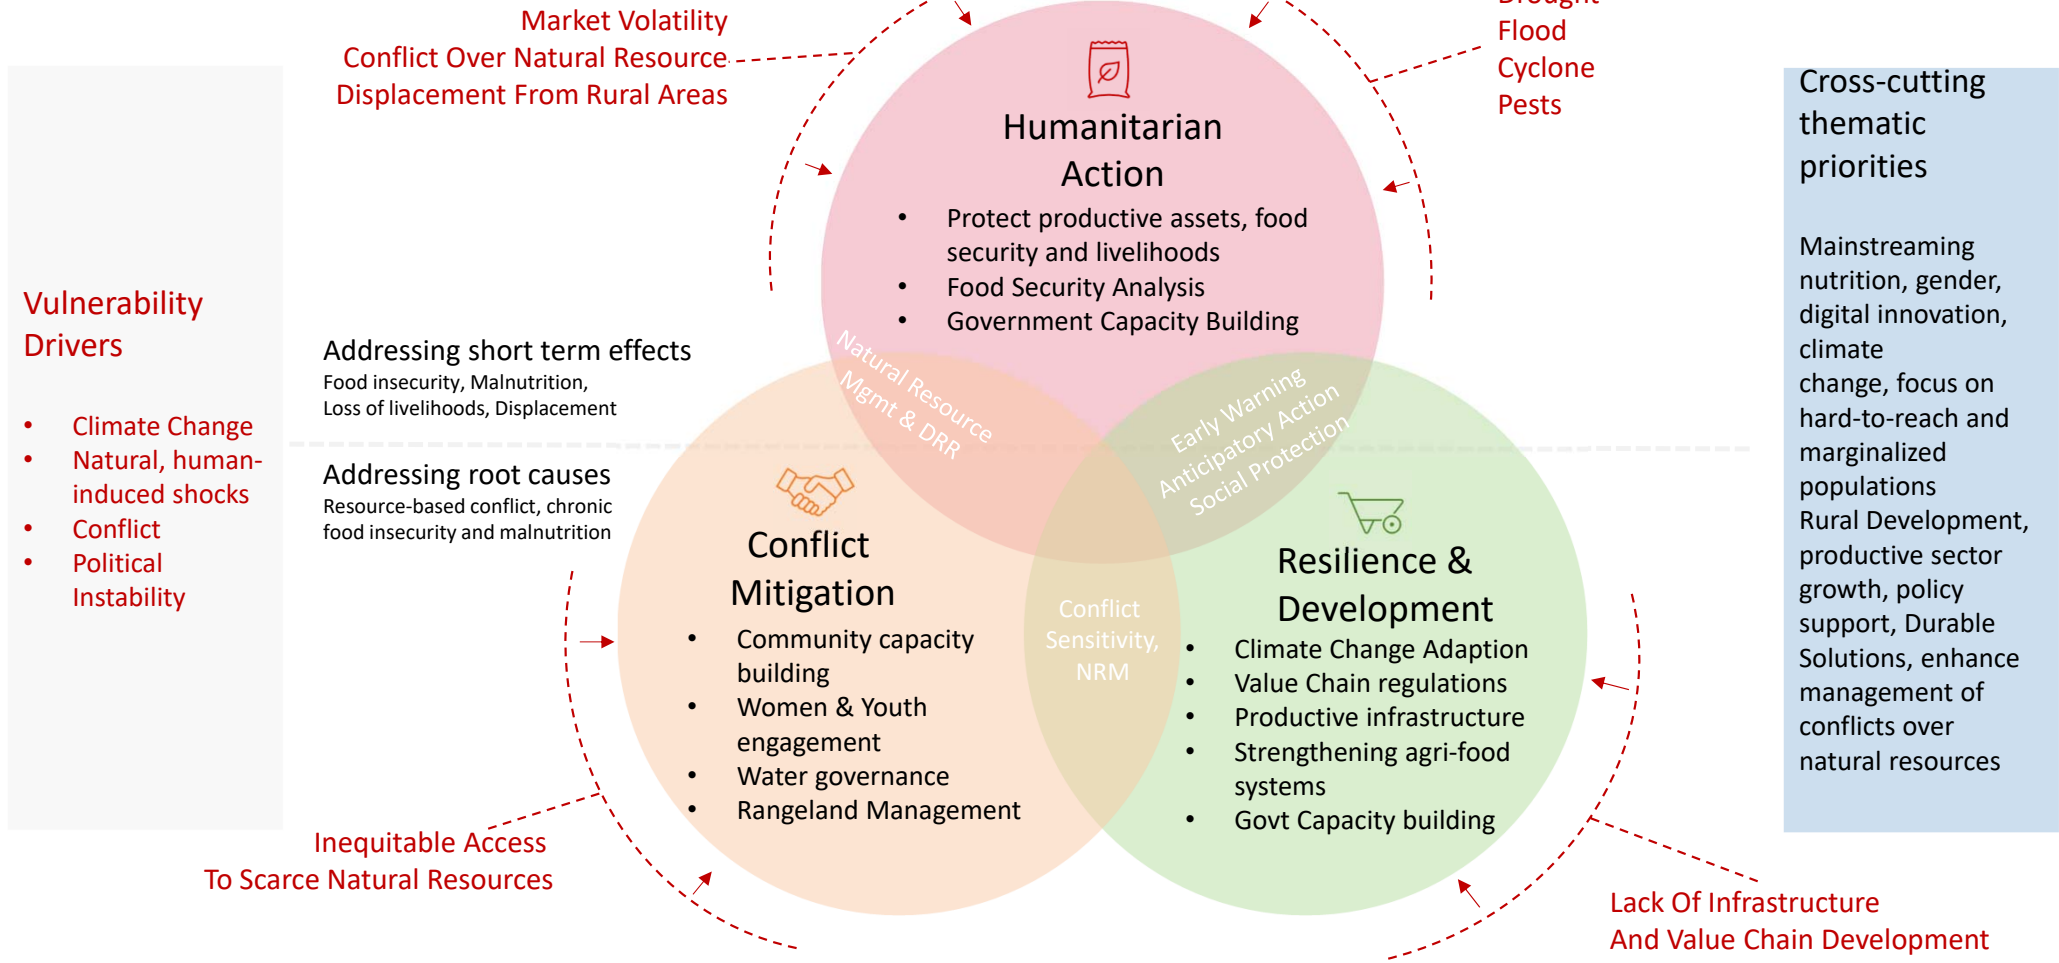 Market Volatility
Conflict Over Natural Resource
Displacement From Rural Areas
Drought
Flood
Cyclone
Pests
Vulnerability
Drivers
• Climate Change
• Natural, human-
induced shocks
• Conflict
• Political
Instability
Addressing short term effects
Food insecurity, Malnutrition,
Loss of livelihoods, Displacement
Addressing root causes
Resource-based conflict, chronic
food insecurity and malnutrition
Humanitarian
Action
• Protect productive assets, food
security and livelihoods
• Food Security Analysis
• Government Capacity Building
Natural Resource
Mgmt & DRR
Early Warning
Anticipatory Action
Social Protection
Conflict
Mitigation
• Community capacity
building
• Women & Youth
engagement
• Water governance
• Rangeland Management
Conflict
Sensitivity,
NRM
Resilience &
Development
• Climate Change Adaption
• Value Chain regulations
• Productive infrastructure
• Strengthening agri-food
systems
• Govt Capacity building
Inequitable Access
To Scarce Natural Resources
Lack Of Infrastructure
And Value Chain Development
Cross-cutting
thematic
priorities
Mainstreaming
nutrition, gender,
digital innovation,
climate
change, focus on
hard-to-reach and
marginalized
populations
Rural Development,
productive sector
growth, policy
support, Durable
Solutions, enhance
management of
conflicts over
natural resources